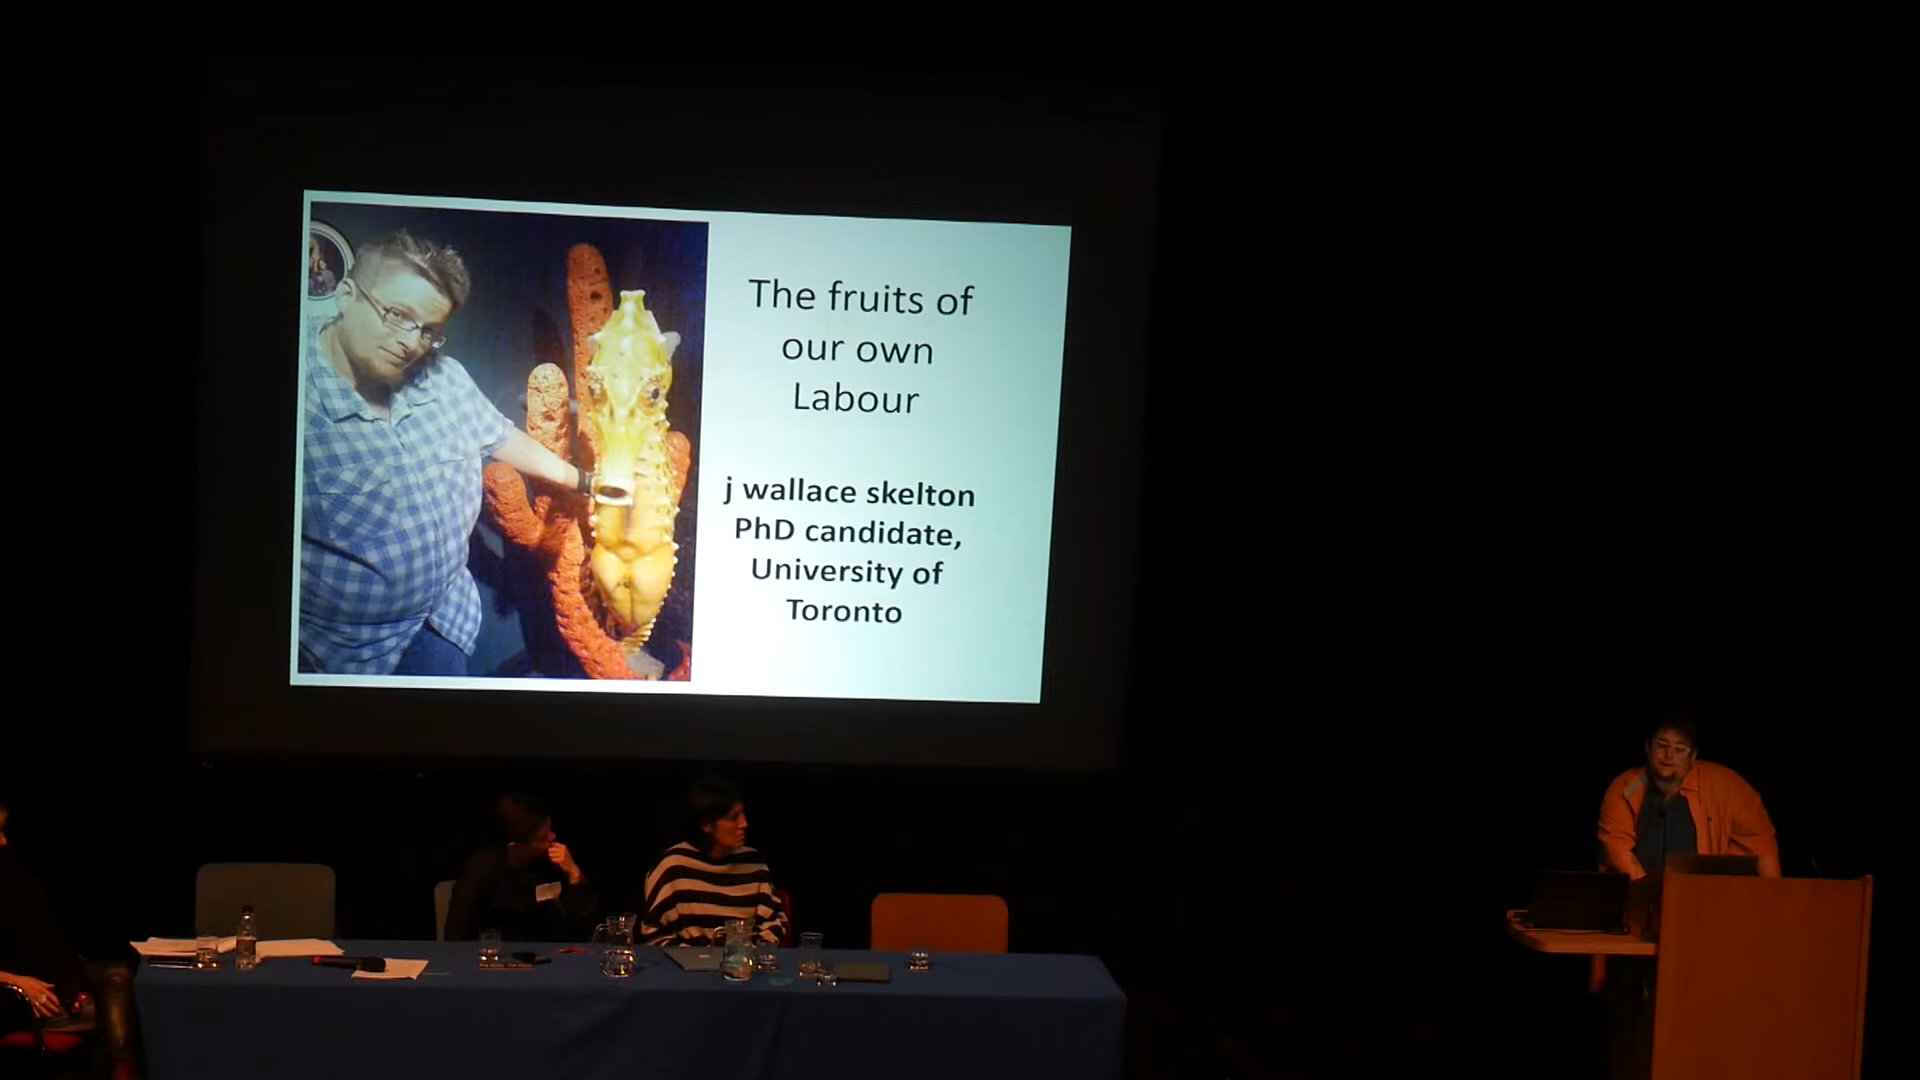 The fruits of
our own
Labour
j wallace skelton
PhD candidate,
University of
Toronto